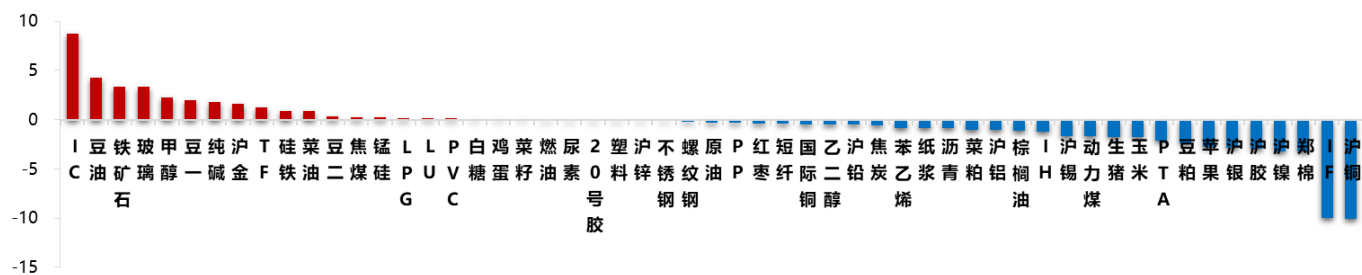 10
5
0
-5
-10
-15
IC
豆油
铁矿石
玻璃
甲醇
豆一
纯碱
沪金
TF
硅铁
菜油
豆二
焦煤
锰硅
LPG
LU
PVC
白糖
鸡蛋
菜籽
燃油
尿素
20号胶
塑料
沪锌
不锈钢
螺纹钢
原油
PP
红枣
短纤
国际铜
乙二醇
沪铅
焦炭
苯乙烯
纸浆
沥青
菜粕
沪铝
棕榈油
IH
沪锡
动力煤
生猪
玉米
PTA
豆粕
苹果
沪银
沪胶
沪镍
郑棉
IF
沪铜